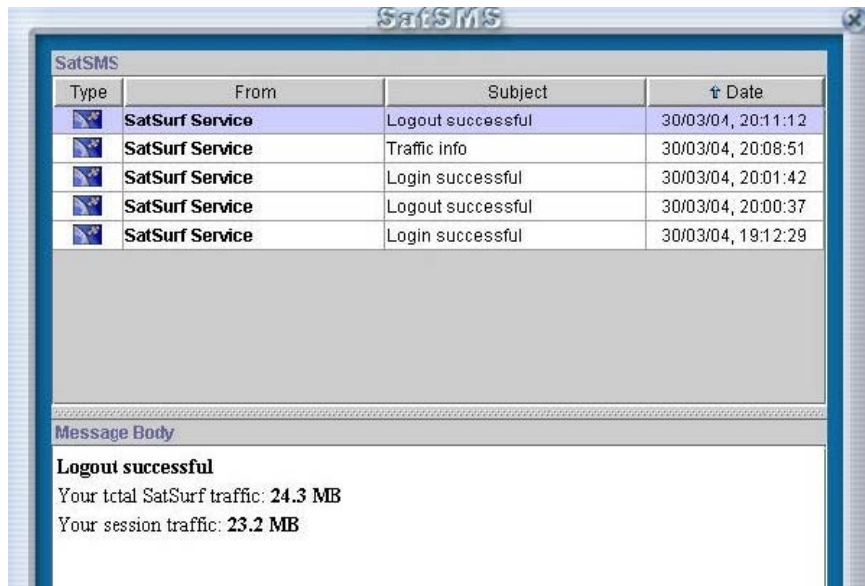 SatSMS
SatSMS
Type From Subject Date
SatSurf Service Logout successful 30/03/04, 20:11:12
SatSurf Service Traffic info 30/03/04, 20:08:51
SatSurf Service Login successful 30/03/04, 20:01:42
SatSurf Service Logout successful 30/03/04, 20:00:37
SatSurf Service Login successful 30/03/04, 19:12:29
Message Body
Logout successful
Your total SatSurf traffic: 24.3 MB
Your session traffic: 23.2 MB